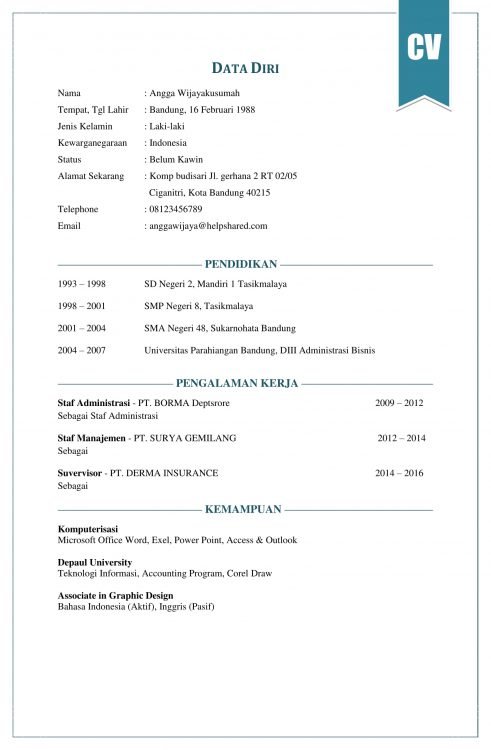 CV
DATA DIRI
Nama : Angga Wijayakusumah
Tempat, Tgl Lahir : Bandung, 16 Februari 1988
Jenis Kelamin : Laki-laki
Kewarganegaraan : Indonesia
Status : Belum Kawin
Alamat Sekarang : Komp budisari Jl. gerhana 2 RT 02/05
Ciganitri, Kota Bandung 40215
Telephone : 08123456789
Email : anggawijaya@helpshared.com
PENDIDIKAN
1993 – 1998 SD Negeri 2, Mandiri 1 Tasikmalaya
1998 – 2001 SMP Negeri 8, Tasikmalaya
2001 – 2004 SMA Negeri 48, Sukarnohata Bandung
2004 – 2007 Universitas Parahiangan Bandung, DIII Administrasi Bisnis
PENGALAMAN KERJA
Staf Administrasi - PT. BORMA Deptsrore 2009 – 2012
Sebagai Staf Administrasi
Staf Manajemen - PT. SURYA GEMILANG 2012 – 2014
Sebagai
Suvervisor - PT. DERMA INSURANCE 2014 – 2016
Sebagai
KEMAMPUAN
Komputerisasi
Microsoft Office Word, Exel, Power Point, Access & Outlook
Depaul University
Teknologi Informasi, Accounting Program, Corel Draw
Associate in Graphic Design
Bahasa Indonesia (Aktif), Inggris (Pasif)